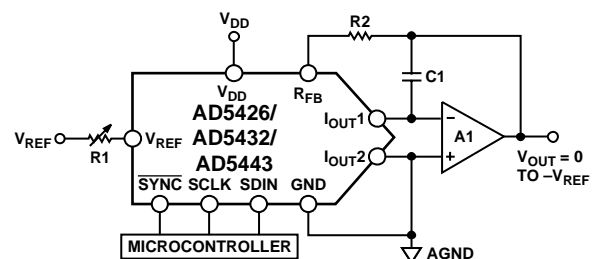 VDD
R2
C1
VDD
RFB
AD5426/
AD5432/
AD5443
IOUT1
IOUT2
VREF
R1
VREF
A1
–
+
VOUT = 0
TO –VREF
SYNC SCLK SDIN GND
MICROCONTROLLER
AGND